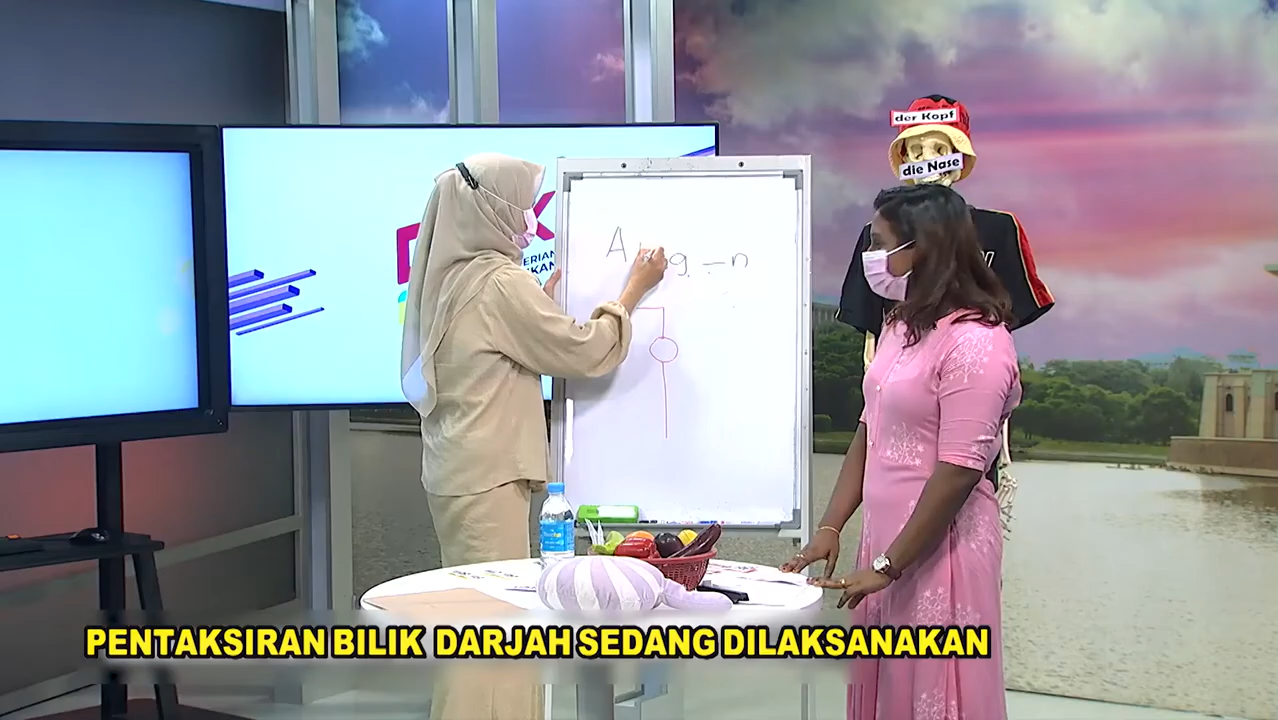 der Kopf
die Nase
A g _ n
PENTAKSIRAN BILIK DARJAH SEDANG DILAKSANAKAN